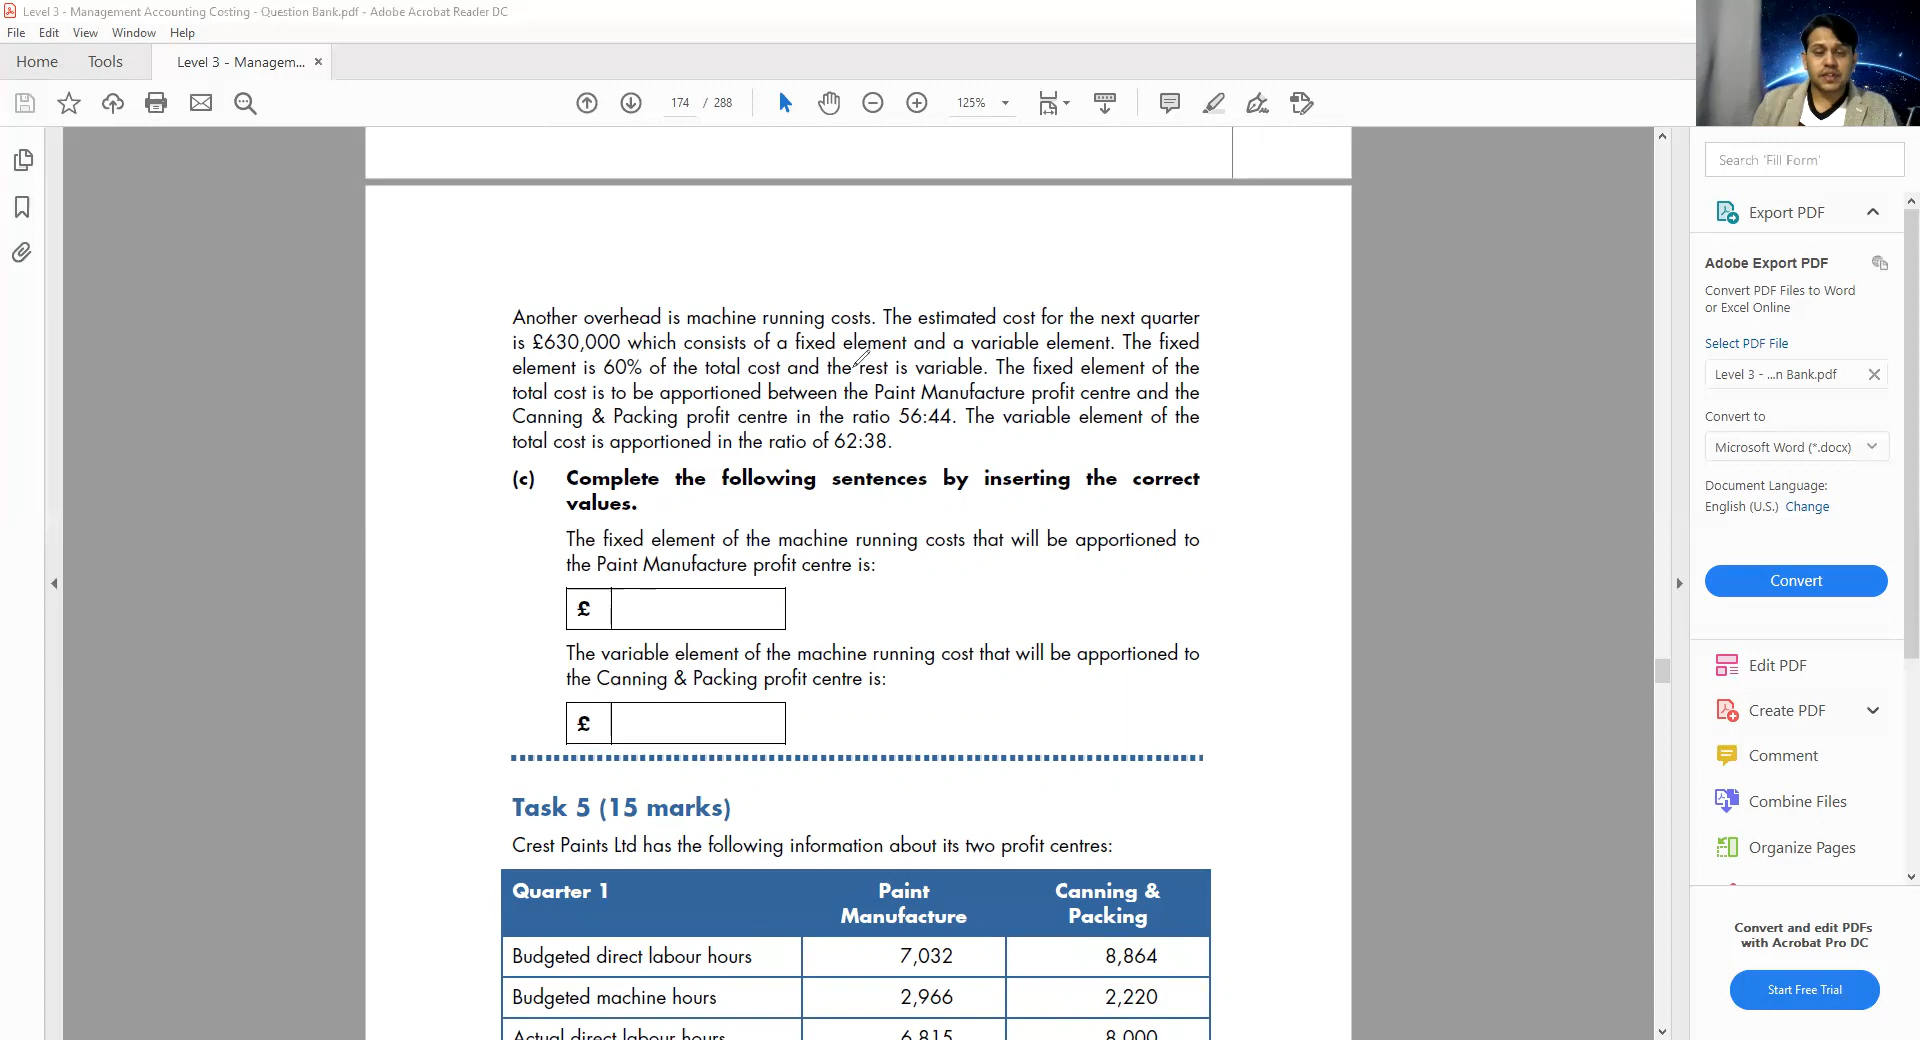 Level 3 - Management Accounting Costing - Question Bank.pdf - Adobe Acrobat Reader DC
File Edit View Window Help
Home Tools Level 3 - Managem... ×
174 / 288 125%
Search 'Fill Form'
Export PDF
Adobe Export PDF
Convert PDF Files to Word
or Excel Online
Select PDF File
Level 3 - ...n Bank.pdf
Convert to
Microsoft Word (*.docx)
Document Language:
English (U.S.) Change
Convert
Edit PDF
Create PDF
Comment
Combine Files
Organize Pages
Convert and edit PDFs
with Acrobat Pro DC
Start Free Trial
Another overhead is machine running costs. The estimated cost for the next quarter
is £630,000 which consists of a fixed element and a variable element. The fixed
element is 60% of the total cost and the rest is variable. The fixed element of the
total cost is to be apportioned between the Paint Manufacture profit centre and the
Canning & Packing profit centre in the ratio 56:44. The variable element of the
total cost is apportioned in the ratio of 62:38.
(c) Complete the following sentences by inserting the correct
values.
The fixed element of the machine running costs that will be apportioned to
the Paint Manufacture profit centre is:
£
The variable element of the machine running cost that will be apportioned to
the Canning & Packing profit centre is:
£
Task 5 (15 marks)
Crest Paints Ltd has the following information about its two profit centres:
Quarter 1 Paint Manufacture Canning & Packing
Budgeted direct labour hours 7,032 8,864
Budgeted machine hours 2,966 2,220
Actual direct labour hours 6,815 8,000